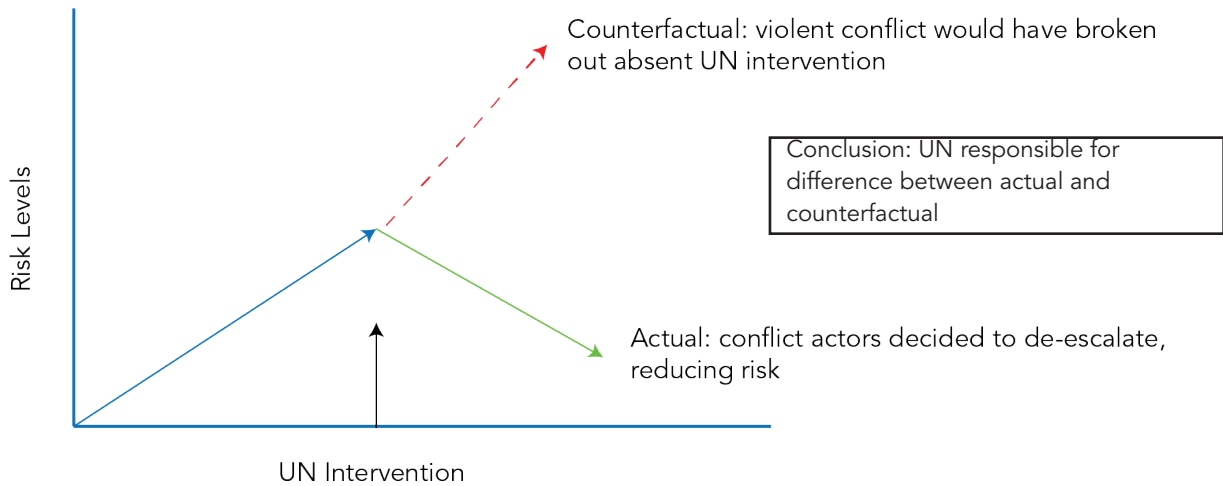 Counterfactual: violent conflict would have broken
out absent UN intervention
Conclusion: UN responsible for
difference between actual and
counterfactual
Risk Levels
Actual: conflict actors decided to de-escalate,
reducing risk
UN Intervention